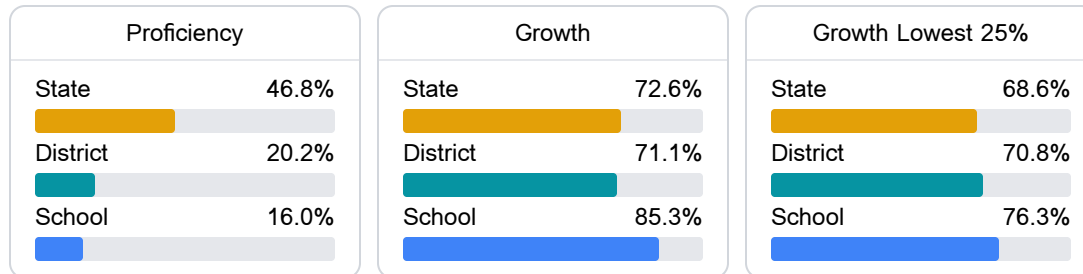 Proficiency
State 46.8%
District 20.2%
School 16.0%
Growth
State 72.6%
District 71.1%
School 85.3%
Growth Lowest 25%
State 68.6%
District 70.8%
School 76.3%